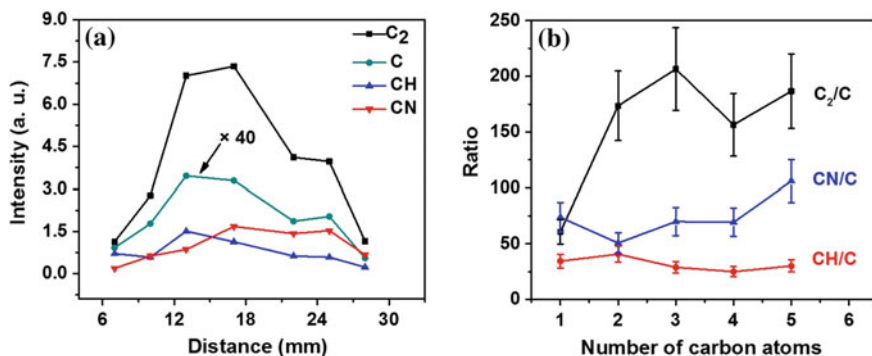 (a)
C₂
C
CH
CN
× 40
9.0
7.5
6.0
4.5
3.0
1.5
0.0
Intensity (a. u.)
6 12 18 24 30
Distance (mm)
(b)
250
200
150
100
50
0
Ratio
C₂/C
CN/C
CH/C
1 2 3 4 5 6
Number of carbon atoms